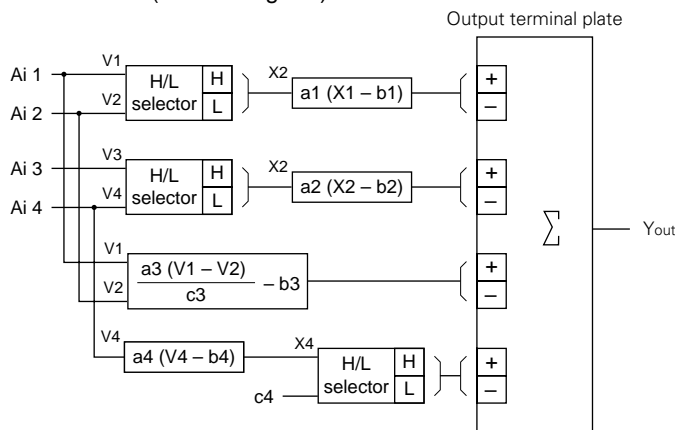 Output terminal plate
Ai 1 V1 H/L selector H L X2 a1 (X1 – b1) + –
Ai 2 V2
Ai 3 V3 H/L selector H L X2 a2 (X2 – b2) + –
Ai 4 V4
Σ Yout
V1 a3 (V1 – V2) c3 – b3 + –
V2
V4 a4 (V4 – b4) X4 H/L selector H L + –
c4